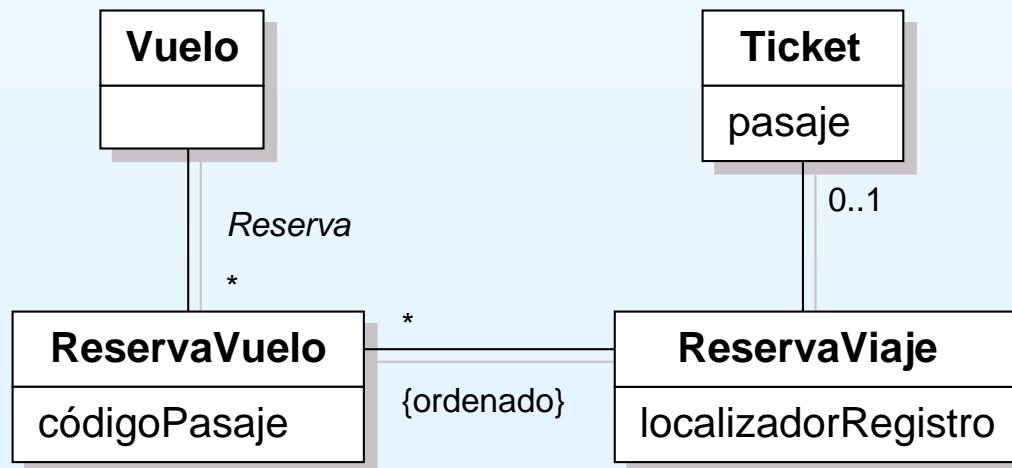 Vuelo
Ticket
pasaje
0..1
Reserva
*
*
ReservaVuelo
ReservaViaje
{ordenado}
códigoPasaje
localizadorRegistro